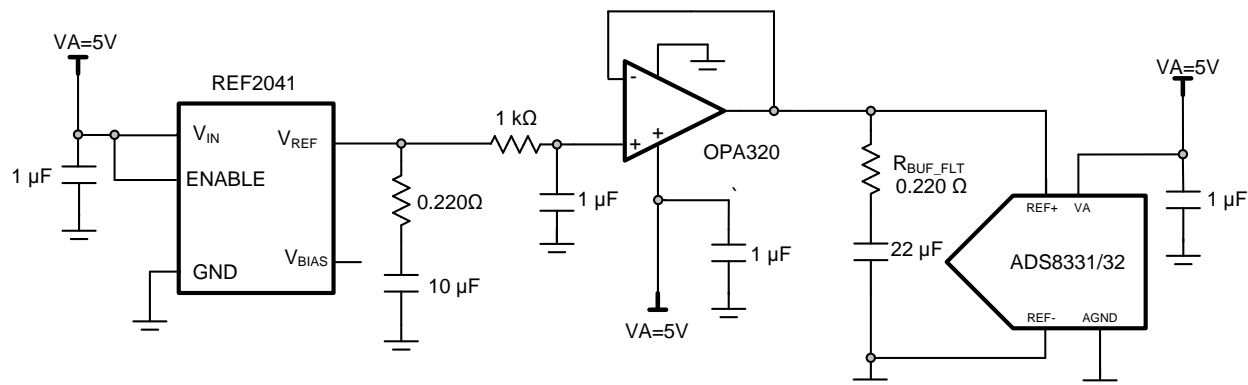 VA=5V
REF2041
VIN
VREF
ENABLE
1 µF
GND
VBIAS
0.220Ω
10 µF
1 kΩ
1 µF
-
+
+
OPA320
`
1 µF
VA=5V
RBUF_FLT
0.220 Ω
22 µF
VA=5V
REF+
VA
1 µF
ADS8331/32
REF-
AGND